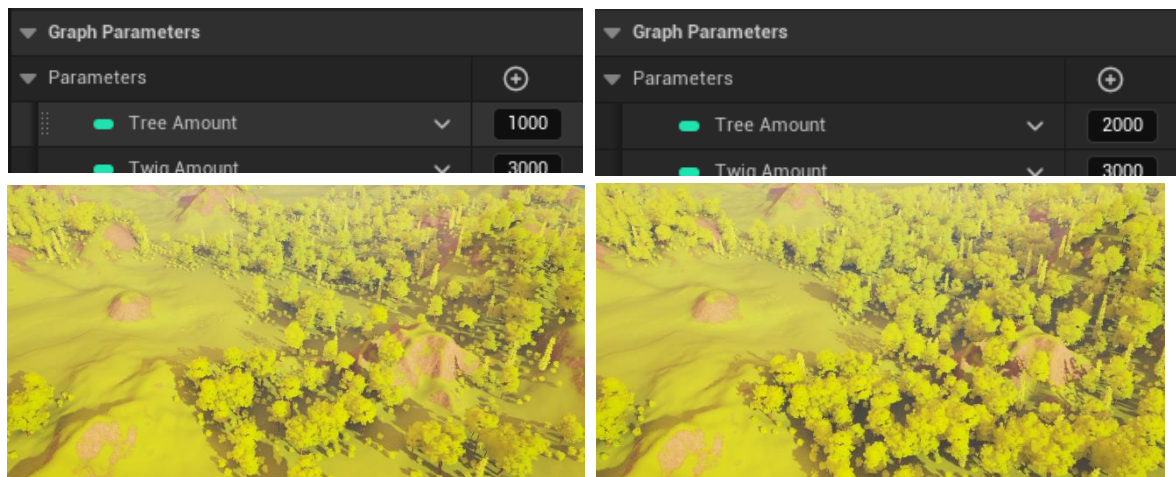 Graph Parameters
Parameters
Tree Amount 1000
Twig Amount 3000
Graph Parameters
Parameters
Tree Amount 2000
Twig Amount 3000